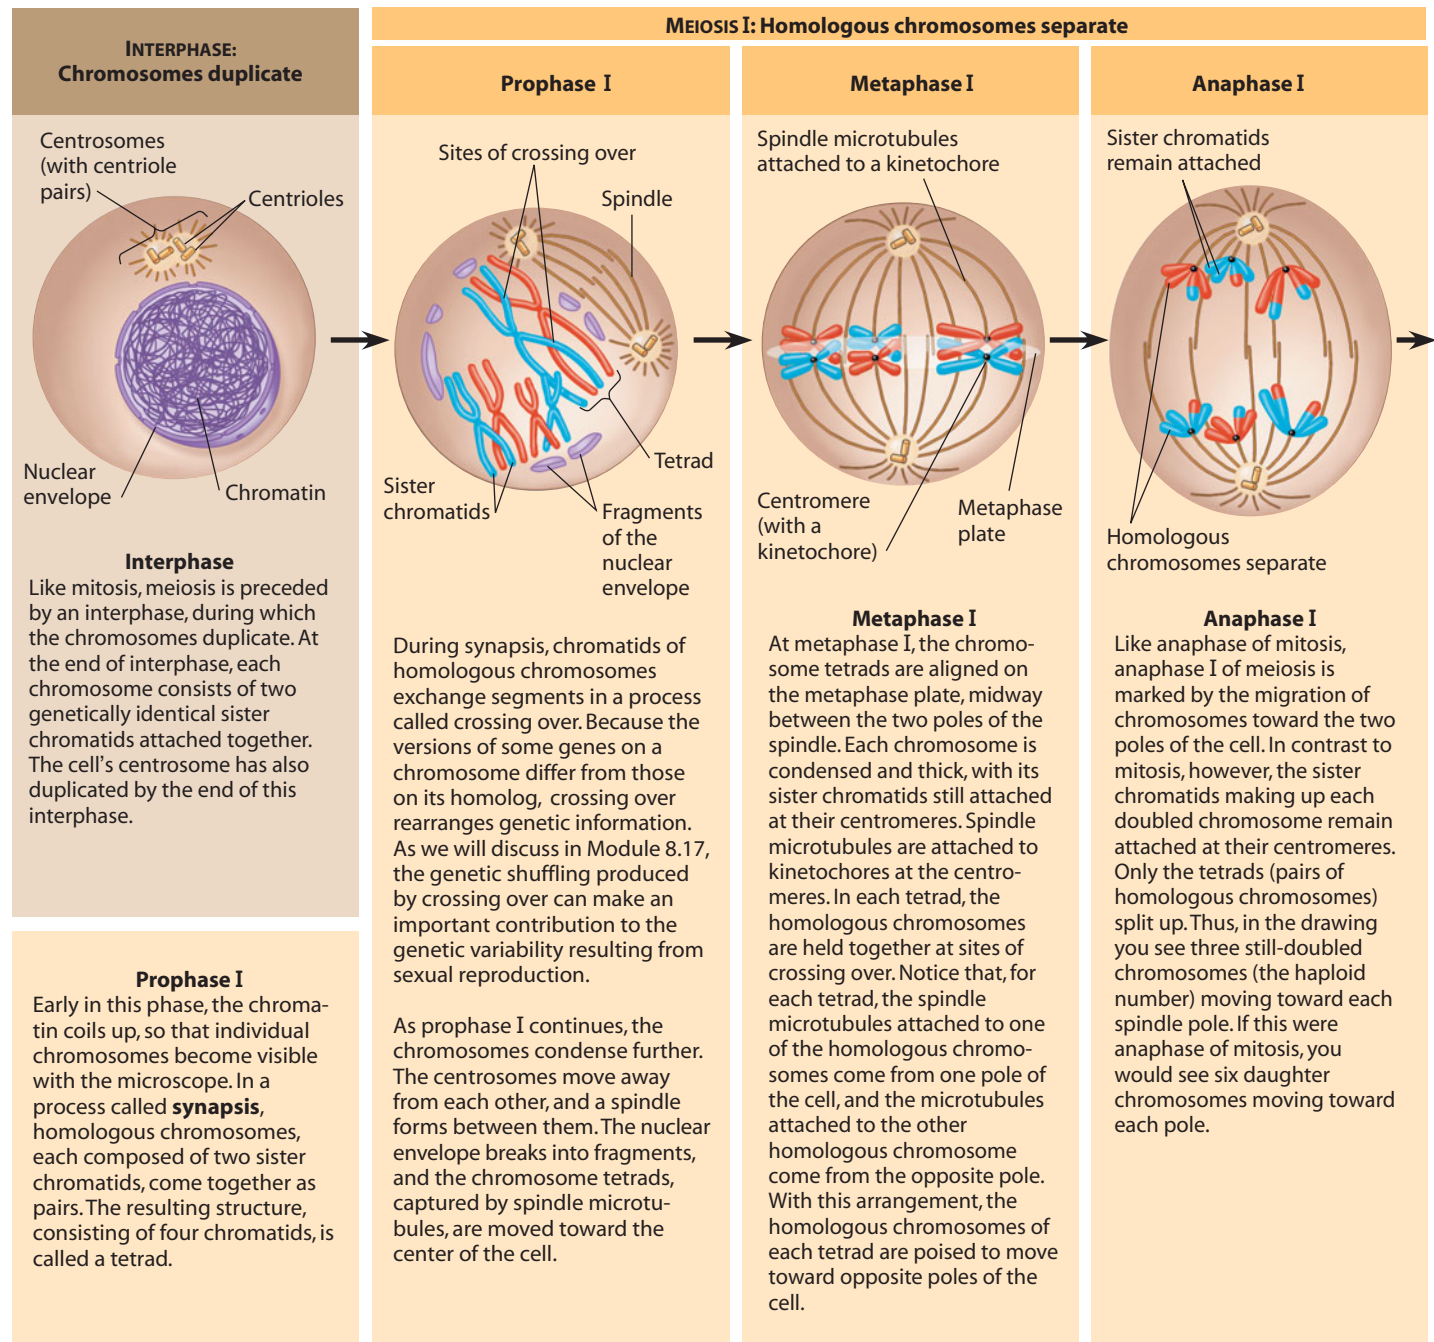 INTERPHASE:
Chromosomes duplicate
Centrosomes
(with centriole
pairs)
Centrioles
Nuclear
envelope
Chromatin
Interphase
Like mitosis, meiosis is preceded
by an interphase, during which
the chromosomes duplicate. At
the end of interphase, each
chromosome consists of two
genetically identical sister
chromatids attached together.
The cell’s centrosome has also
duplicated by the end of this
interphase.
Prophase I
Early in this phase, the chroma-
tin coils up, so that individual
chromosomes become visible
with the microscope. In a
process called synapsis,
homologous chromosomes,
each composed of two sister
chromatids, come together as
pairs. The resulting structure,
consisting of four chromatids, is
called a tetrad.
MEIOSIS I: Homologous chromosomes separate
Prophase I
Sites of crossing over
Spindle
Tetrad
Sister
chromatids
Fragments
of the
nuclear
envelope
During synapsis, chromatids of
homologous chromosomes
exchange segments in a process
called crossing over. Because the
versions of some genes on a
chromosome differ from those
on its homolog, crossing over
rearranges genetic information.
As we will discuss in Module 8.17,
the genetic shuffling produced
by crossing over can make an
important contribution to the
genetic variability resulting from
sexual reproduction.
As prophase I continues, the
chromosomes condense further.
The centrosomes move away
from each other, and a spindle
forms between them. The nuclear
envelope breaks into fragments,
and the chromosome tetrads,
captured by spindle microtu-
bules, are moved toward the
center of the cell.
Metaphase I
Spindle microtubules
attached to a kinetochore
Centromere
(with a
kinetochore)
Metaphase
plate
Metaphase I
At metaphase I, the chromo-
some tetrads are aligned on
the metaphase plate, midway
between the two poles of the
spindle. Each chromosome is
condensed and thick, with its
sister chromatids still attached
at their centromeres. Spindle
microtubules are attached to
kinetochores at the centro-
meres. In each tetrad, the
homologous chromosomes
are held together at sites of
crossing over. Notice that, for
each tetrad, the spindle
microtubules attached to one
of the homologous chromo-
somes come from one pole of
the cell, and the microtubules
attached to the other
homologous chromosome
come from the opposite pole.
With this arrangement, the
homologous chromosomes of
each tetrad are poised to move
toward opposite poles of the
cell.
Anaphase I
Sister chromatids
remain attached
Homologous
chromosomes separate
Anaphase I
Like anaphase of mitosis,
anaphase I of meiosis is
marked by the migration of
chromosomes toward the two
poles of the cell. In contrast to
mitosis, however, the sister
chromatids making up each
doubled chromosome remain
attached at their centromeres.
Only the tetrads (pairs of
homologous chromosomes)
split up. Thus, in the drawing
you see three still-doubled
chromosomes (the haploid
number) moving toward each
spindle pole. If this were
anaphase of mitosis, you
would see six daughter
chromosomes moving toward
each pole.